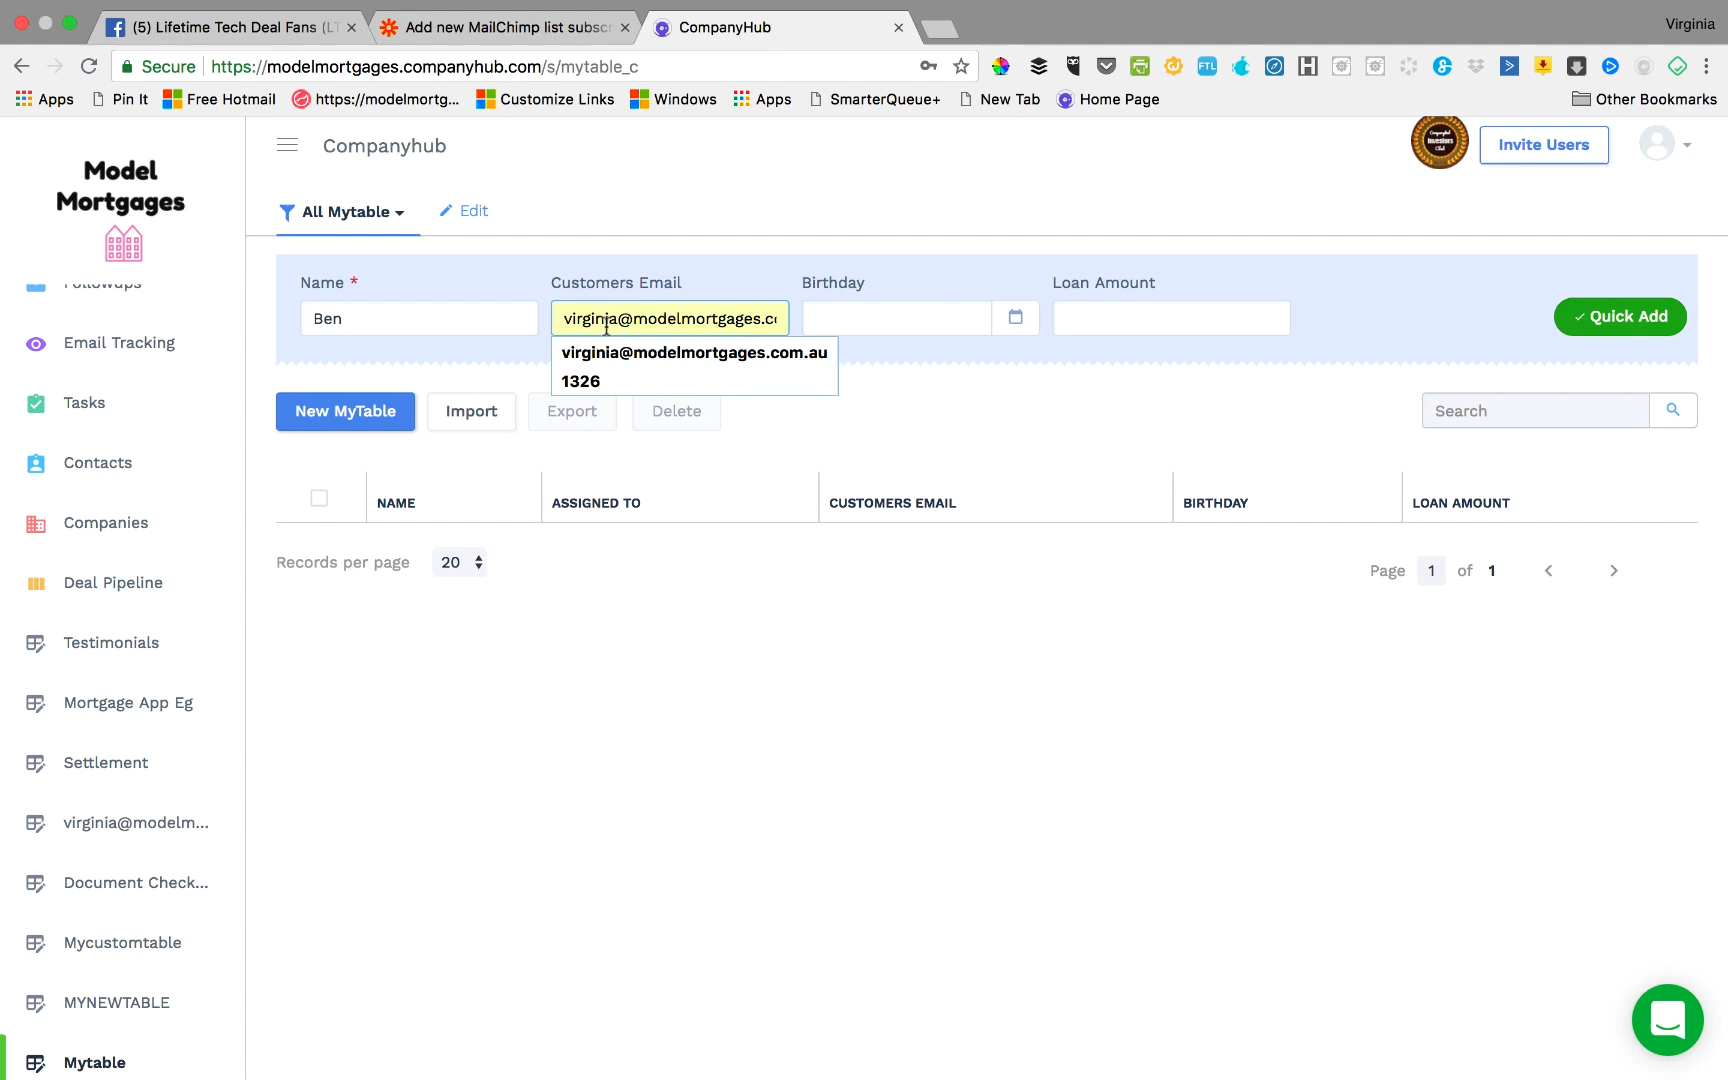 (5) Lifetime Tech Deal Fans (LT
Add new MailChimp list subscr
CompanyHub
Virginia
Secure
https://modelmortgages.companyhub.com/s/mytable_c
Apps
Pin It
Free Hotmail
https://modelmortg...
Customize Links
Windows
Apps
SmarterQueue+
New Tab
Home Page
Other Bookmarks
Model
Mortgages
Companyhub
Invite Users
All Mytable
Edit
Name *
Customers Email
Birthday
Loan Amount
Ben
virginia@modelmortgages.c
Quick Add
virginia@modelmortgages.com.au
1326
New MyTable
Import
Export
Delete
Search
NAME
ASSIGNED TO
CUSTOMERS EMAIL
BIRTHDAY
LOAN AMOUNT
Records per page
20
Page 1 of 1
Followups
Email Tracking
Tasks
Contacts
Companies
Deal Pipeline
Testimonials
Mortgage App Eg
Settlement
virginia@modelm...
Document Check...
Mycustomtable
MYNEWTABLE
Mytable